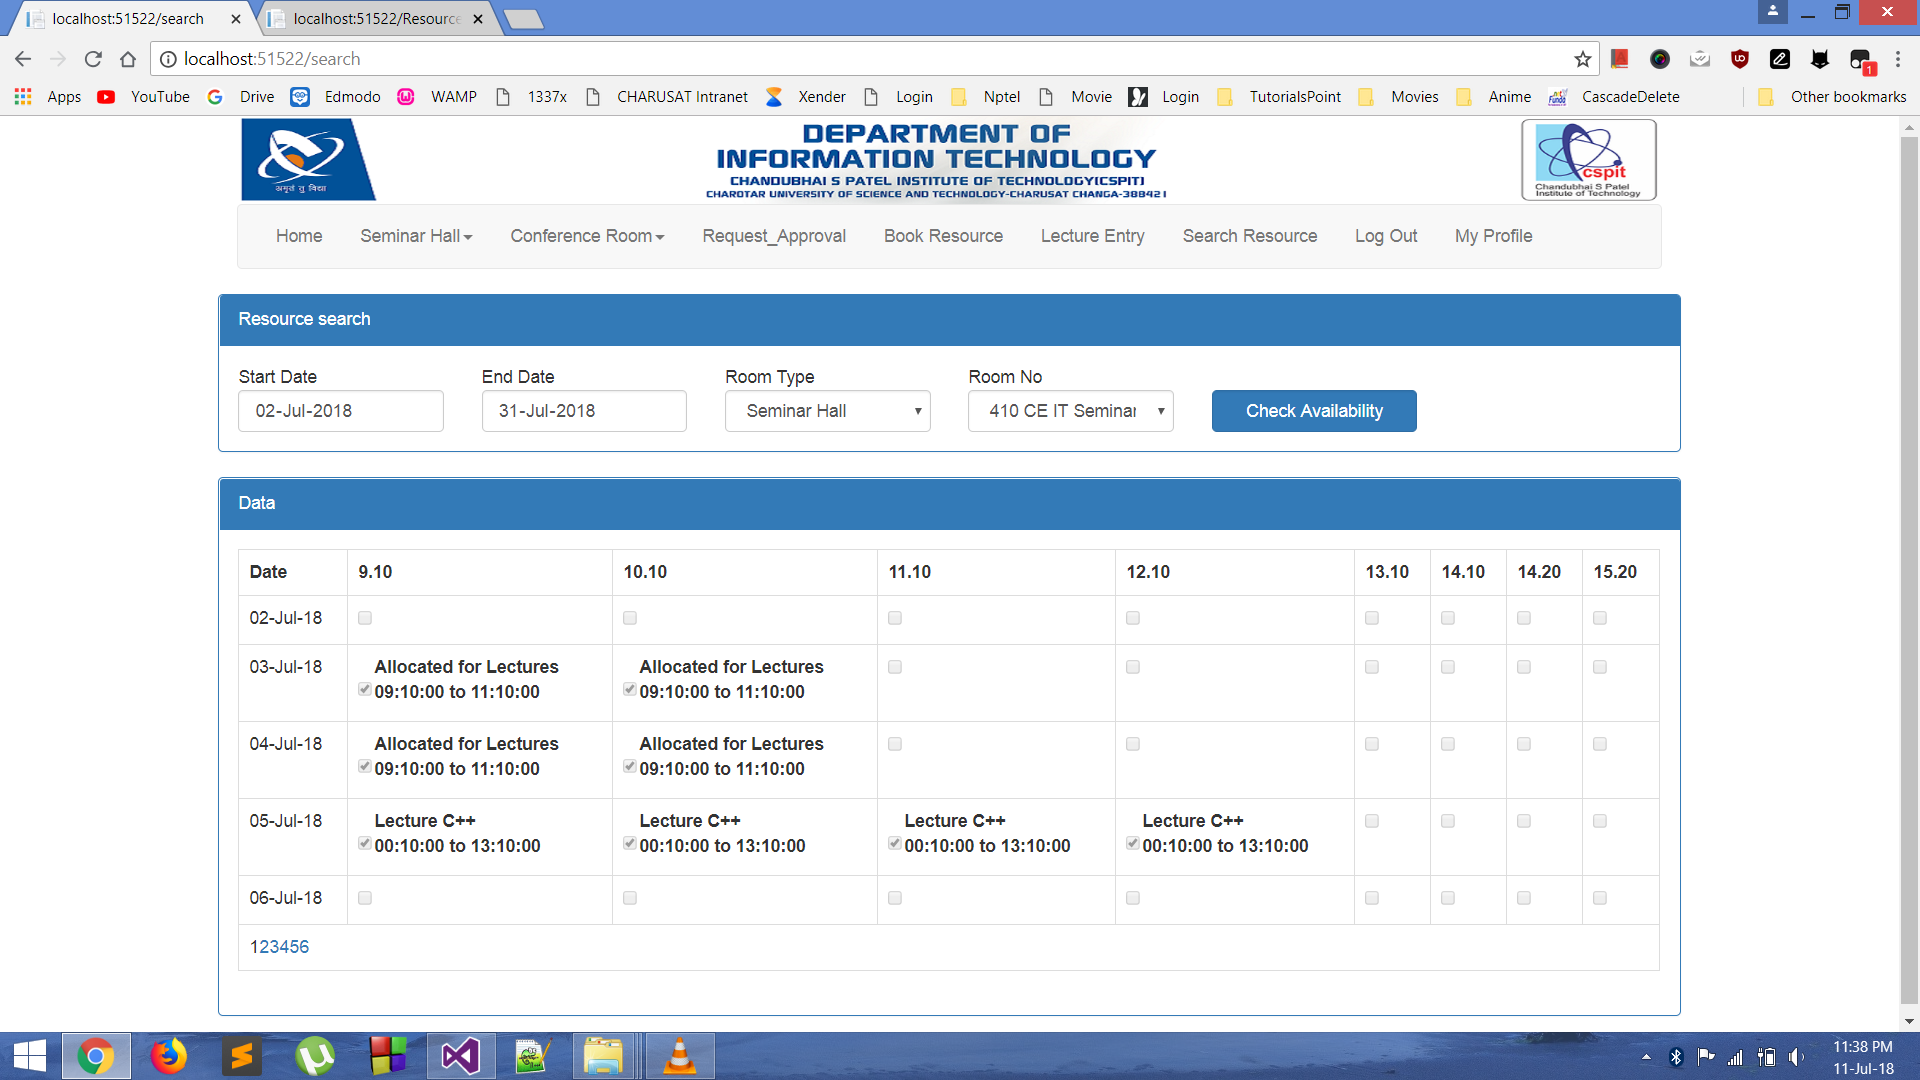 localhost:51522/search
localhost:51522/Resource
localhost:51522/search
1
Apps YouTube Drive Edmodo WAMP 1337x CHARUSAT Intranet Xender Login Nptel Movie Login TutorialsPoint Movies Anime CascadeDelete Other bookmarks
अमृतं तु विद्या
DEPARTMENT OF
INFORMATION TECHNOLOGY
CHANDUBHAI S PATEL INSTITUTE OF TECHNOLOGY(CSPIT)
CHAROTAR UNIVERSITY OF SCIENCE AND TECHNOLOGY-CHARUSAT CHANGA-388421
cspit
Chandubhai S Patel
Institute of Technology
Home Seminar Hall Conference Room Request_Approval Book Resource Lecture Entry Search Resource Log Out My Profile
Resource search
Start Date End Date Room Type Room No
02-Jul-2018 31-Jul-2018 Seminar Hall 410 CE IT Seminar Check Availability
Data
Date 9.10 10.10 11.10 12.10 13.10 14.10 14.20 15.20
02-Jul-18
03-Jul-18 Allocated for Lectures Allocated for Lectures
09:10:00 to 11:10:00 09:10:00 to 11:10:00
04-Jul-18 Allocated for Lectures Allocated for Lectures
09:10:00 to 11:10:00 09:10:00 to 11:10:00
05-Jul-18 Lecture C++ Lecture C++ Lecture C++ Lecture C++
00:10:00 to 13:10:00 00:10:00 to 13:10:00 00:10:00 to 13:10:00 00:10:00 to 13:10:00
06-Jul-18
123456
11:38 PM
11-Jul-18